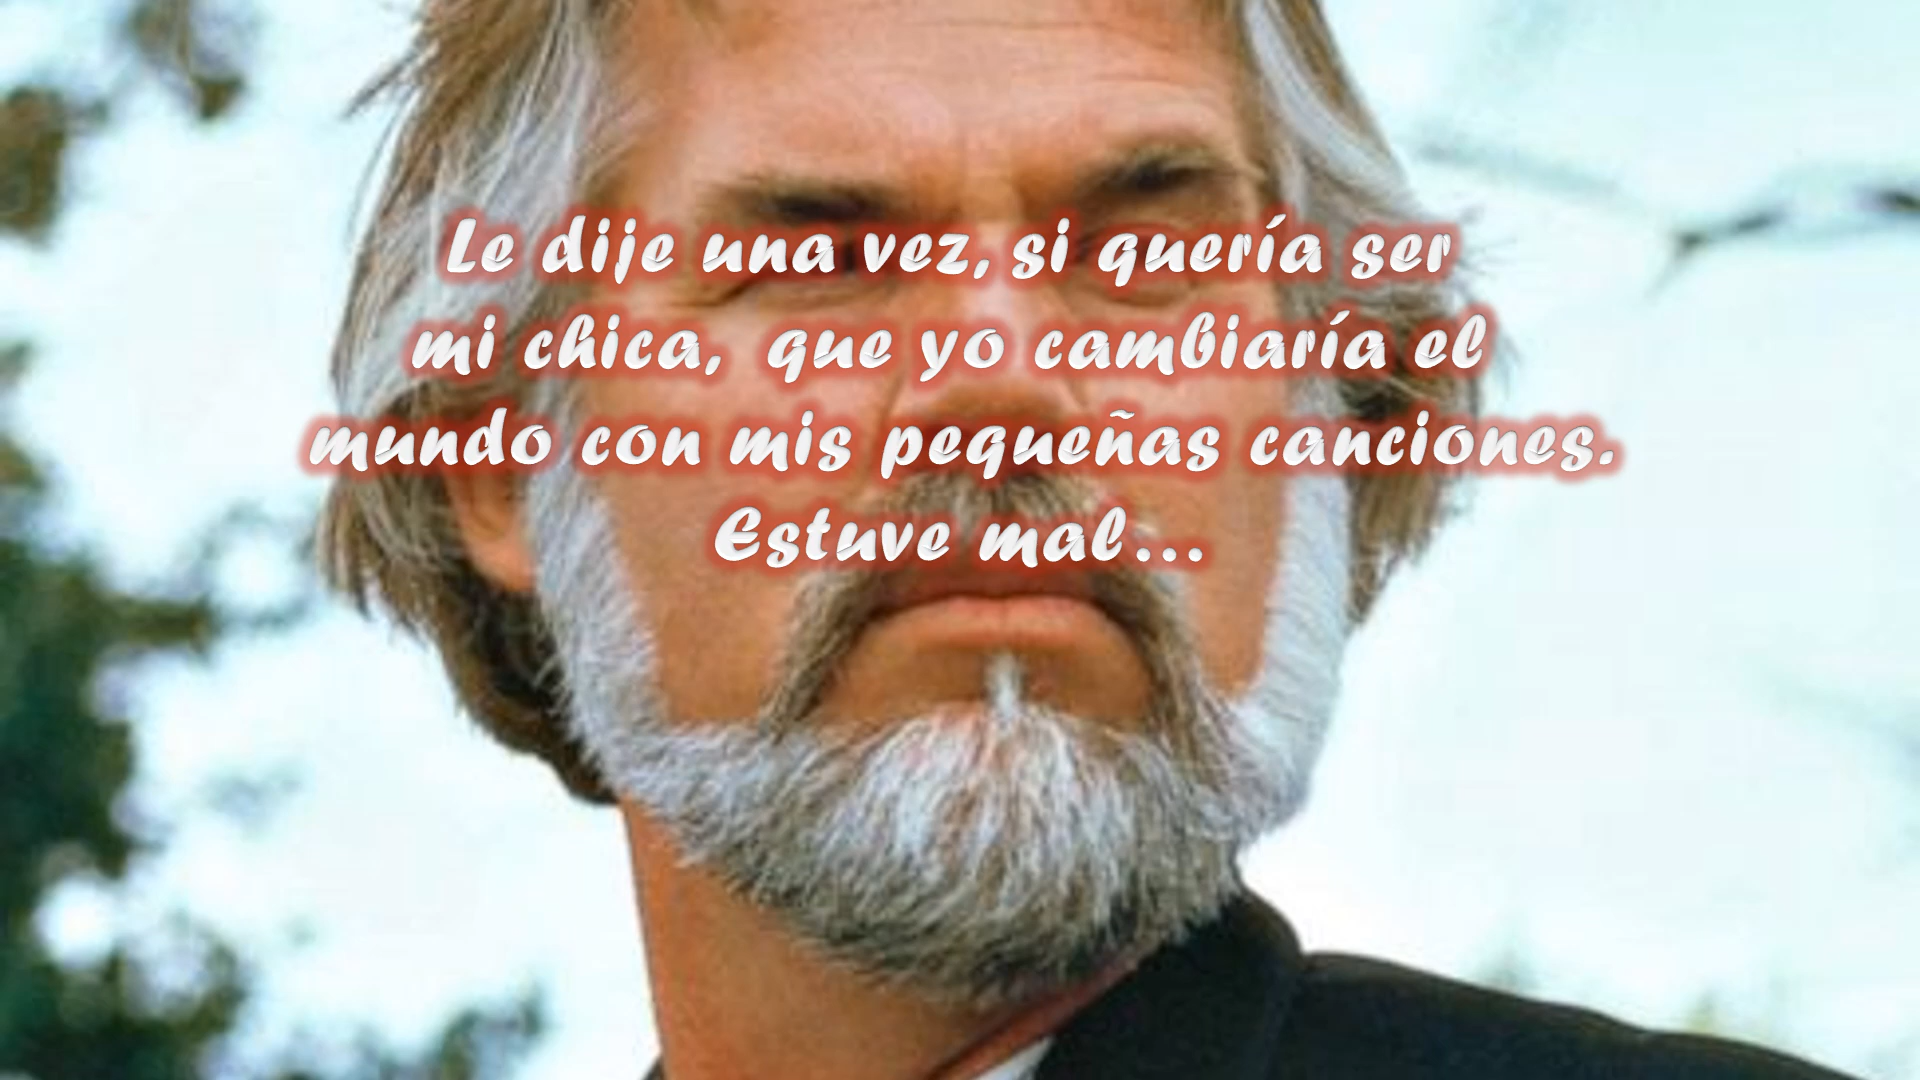 Le dije una vez, si quería ser
mi chica, que yo cambiaría el
mundo con mis pequeñas canciones.
Estuve mal...